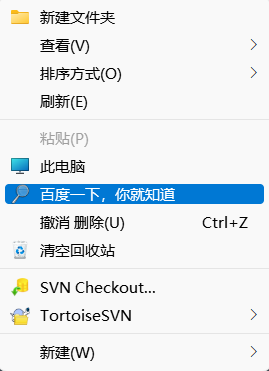 新建文件夹
查看(V)
排序方式(O)
刷新(E)
粘贴(P)
此电脑
百度一下，你就知道
撤消 删除(U) Ctrl+Z
清空回收站
SVN Checkout...
TortoiseSVN
新建(W)